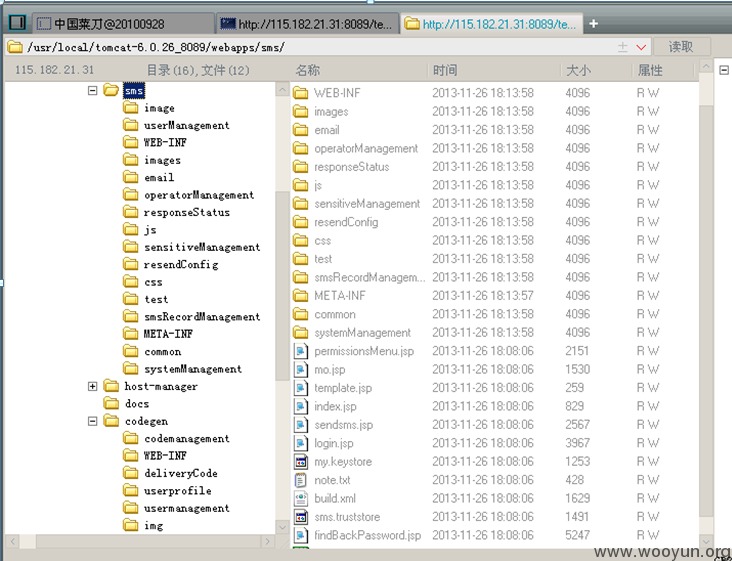 中国菜刀@20100928 http://115.182.21.31:8089/te... http://115.182.21.31:8089/te...
/usr/local/tomcat-6.0.26_8089/webapps/sms/ 读取
115.182.21.31 目录(16),文件(12) 名称 时间 大小 属性
sms
image
userManagement
WEB-INF
images
email
operatorManagement
responseStatus
js
sensitiveManagement
resendConfig
css
test
smsRecordManagement
META-INF
common
systemManagement
host-manager
docs
codegen
codemanagement
WEB-INF
deliveryCode
userprofile
usermanagement
img
WEB-INF 2013-11-26 18:13:58 4096 R W
images 2013-11-26 18:13:58 4096 R W
email 2013-11-26 18:13:58 4096 R W
operatorManagement 2013-11-26 18:13:58 4096 R W
responseStatus 2013-11-26 18:13:58 4096 R W
js 2013-11-26 18:13:58 4096 R W
sensitiveManagement 2013-11-26 18:13:58 4096 R W
resendConfig 2013-11-26 18:13:58 4096 R W
css 2013-11-26 18:13:58 4096 R W
test 2013-11-26 18:13:58 4096 R W
smsRecordManagem... 2013-11-26 18:13:58 4096 R W
META-INF 2013-11-26 18:13:57 4096 R W
common 2013-11-26 18:13:58 4096 R W
systemManagement 2013-11-26 18:13:58 4096 R W
permissionsMenu.jsp 2013-11-26 18:08:06 2151 R W
mo.jsp 2013-11-26 18:08:06 1530 R W
template.jsp 2013-11-26 18:08:06 259 R W
index.jsp 2013-11-26 18:08:06 829 R W
sendsms.jsp 2013-11-26 18:08:06 2567 R W
login.jsp 2013-11-26 18:08:06 3967 R W
my.keystore 2013-11-26 18:08:06 1253 R W
note.txt 2013-11-26 18:08:06 428 R W
build.xml 2013-11-26 18:08:06 1629 R W
sms.truststore 2013-11-26 18:08:06 1491 R W
findBackPassword.jsp 2013-11-26 18:08:06 5247 R W
www.wooyun.org